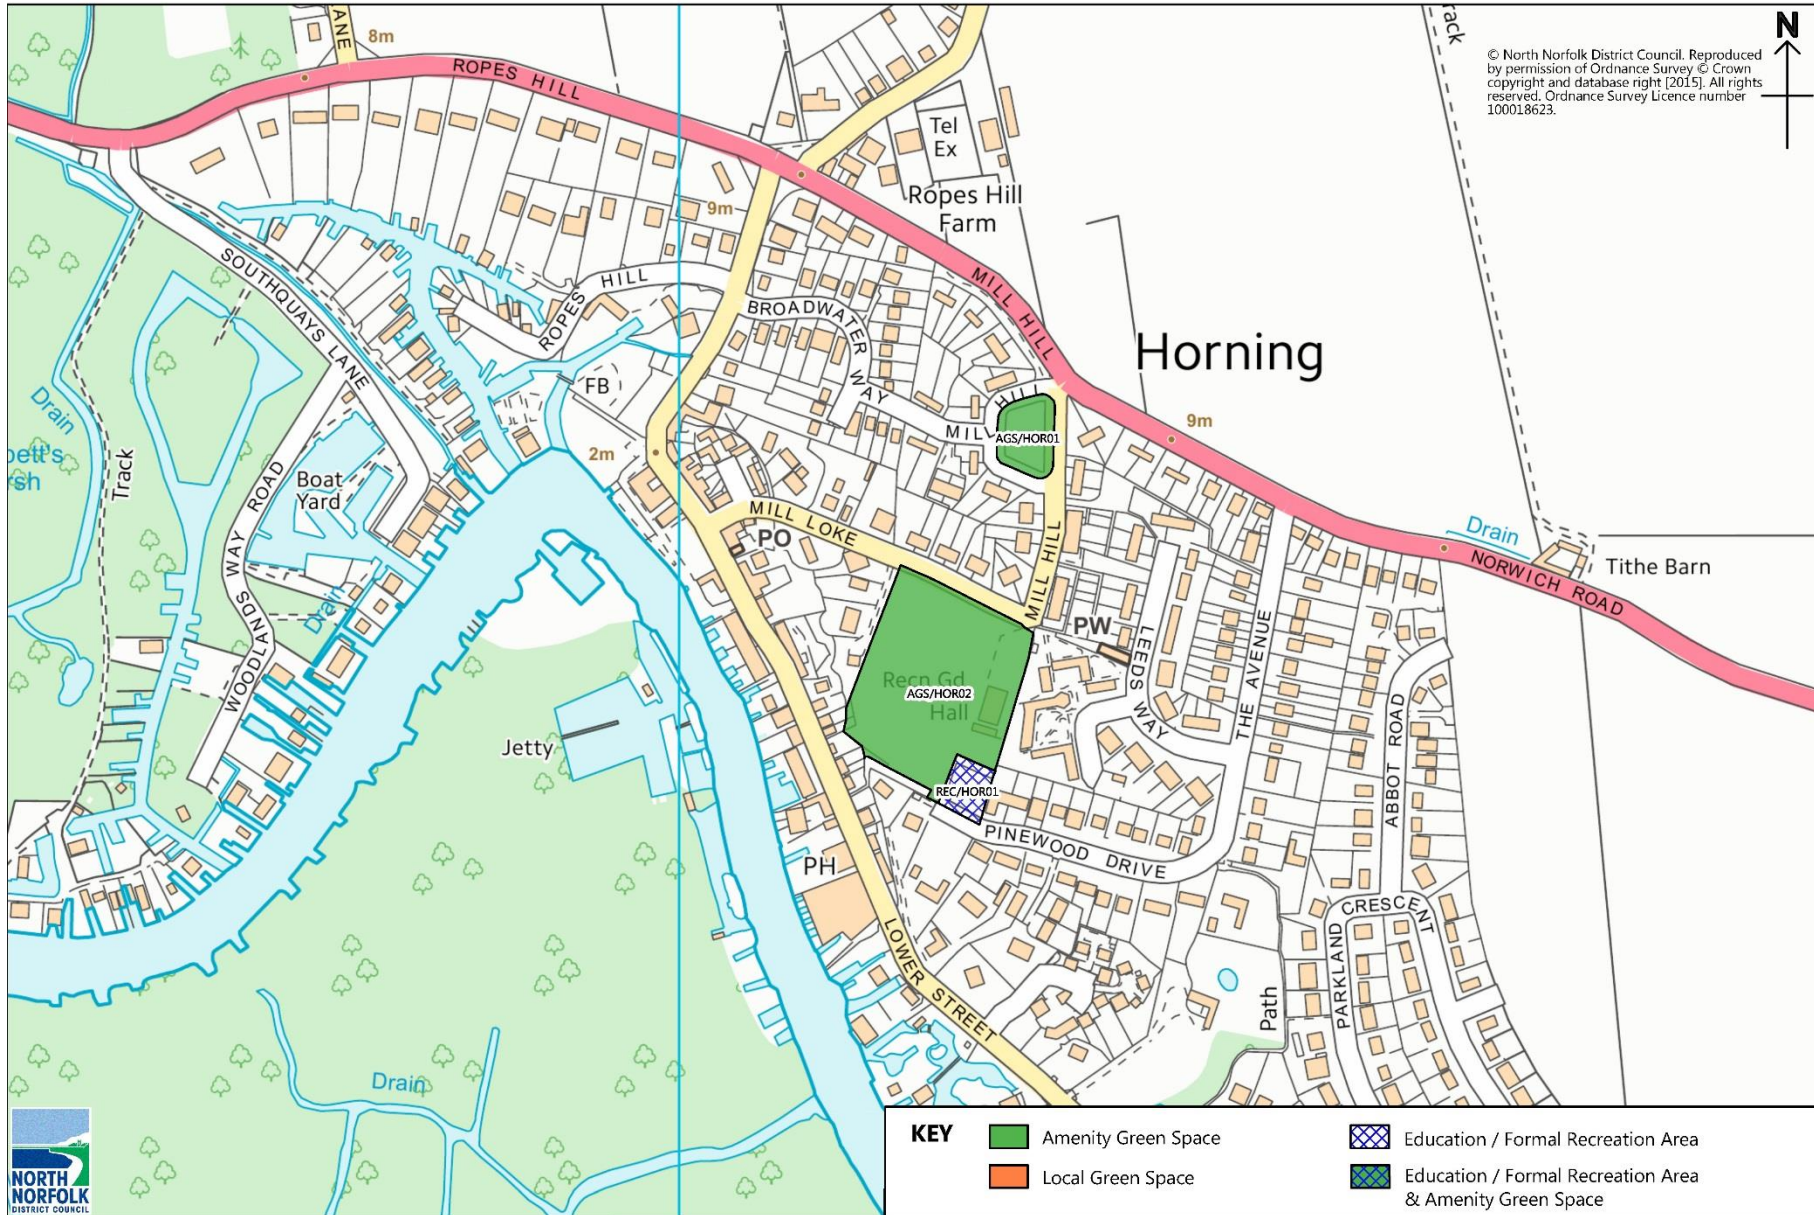 ANE
8m
ROPES HILL
Tel
Ex
Ropes Hill
Farm
rack
© North Norfolk District Council. Reproduced
by permission of Ordnance Survey © Crown
copyright and database right [2015]. All rights
reserved. Ordnance Survey Licence number
100018623.
N
9m
SOUTHQUAYS LANE
ROPES HILL
BROADWATER WAY
MILL HILL
Horning
FB
MILL HILL
AGS/HOR01
9m
2m
Drain
bett's
sh
Track
Boat
Yard
WOODLANDS WAY ROAD
Drain
PO
MILL LOKE
MILL HILL
PW
LEEDS WAY
THE AVENUE
Drain
NORWICH ROAD
Tithe Barn
Recn Gd
AGS/HOR02
Hall
Jetty
REC/HOR01
PINEWOOD DRIVE
ABBOT ROAD
PARKLAND CRESCENT
PH
LOWER STREET
Path
Drain
NORTH
NORFOLK
DISTRICT COUNCIL
KEY
Amenity Green Space
Local Green Space
Education / Formal Recreation Area
Education / Formal Recreation Area
& Amenity Green Space